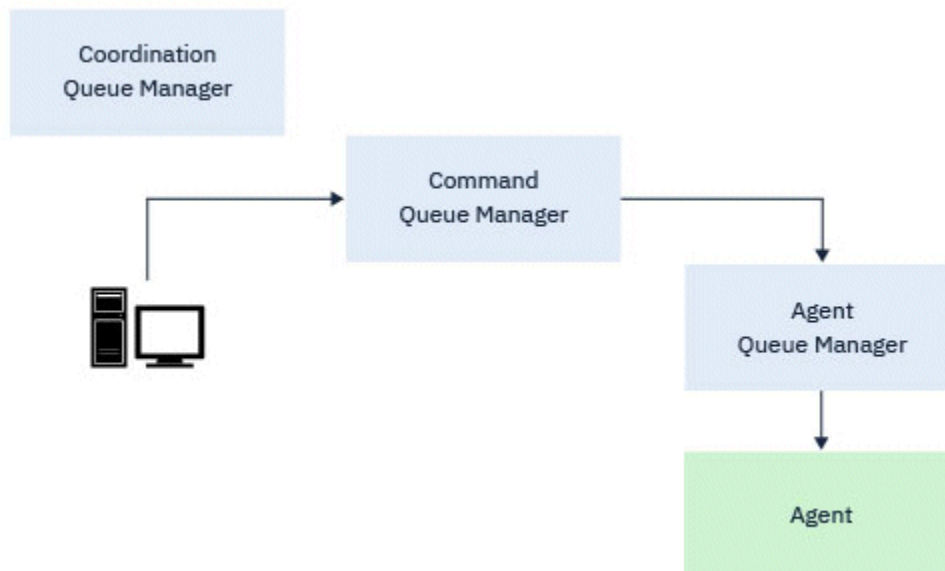 Coordination
Queue Manager
Command
Queue Manager
Agent
Queue Manager
Agent